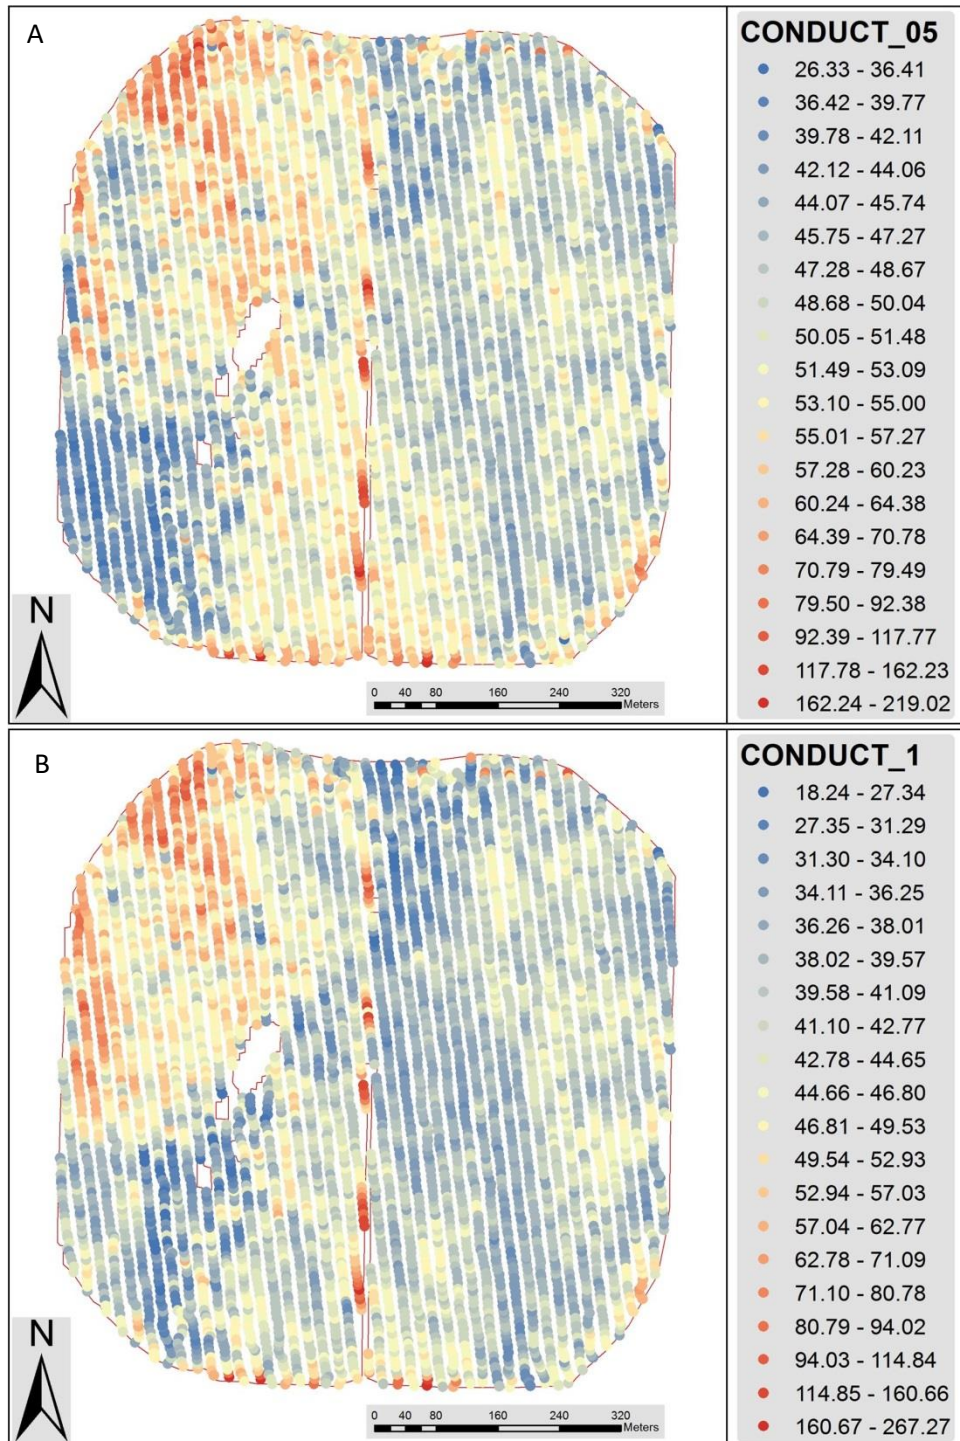 A
CONDUCT_05
26.33 - 36.41
36.42 - 39.77
39.78 - 42.11
42.12 - 44.06
44.07 - 45.74
45.75 - 47.27
47.28 - 48.67
48.68 - 50.04
50.05 - 51.48
51.49 - 53.09
53.10 - 55.00
55.01 - 57.27
57.28 - 60.23
60.24 - 64.38
64.39 - 70.78
70.79 - 79.49
79.50 - 92.38
92.39 - 117.77
117.78 - 162.23
162.24 - 219.02
N
0 40 80 160 240 320
Meters
B
CONDUCT_1
18.24 - 27.34
27.35 - 31.29
31.30 - 34.10
34.11 - 36.25
36.26 - 38.01
38.02 - 39.57
39.58 - 41.09
41.10 - 42.77
42.78 - 44.65
44.66 - 46.80
46.81 - 49.53
49.54 - 52.93
52.94 - 57.03
57.04 - 62.77
62.78 - 71.09
71.10 - 80.78
80.79 - 94.02
94.03 - 114.84
114.85 - 160.66
160.67 - 267.27
N
0 40 80 160 240 320
Meters